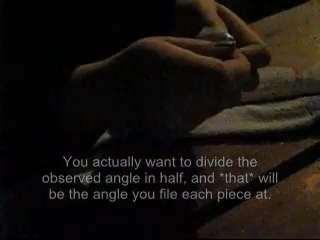 You actually want to divide the
observed angle in half, and *that* will
be the angle you file each piece at.